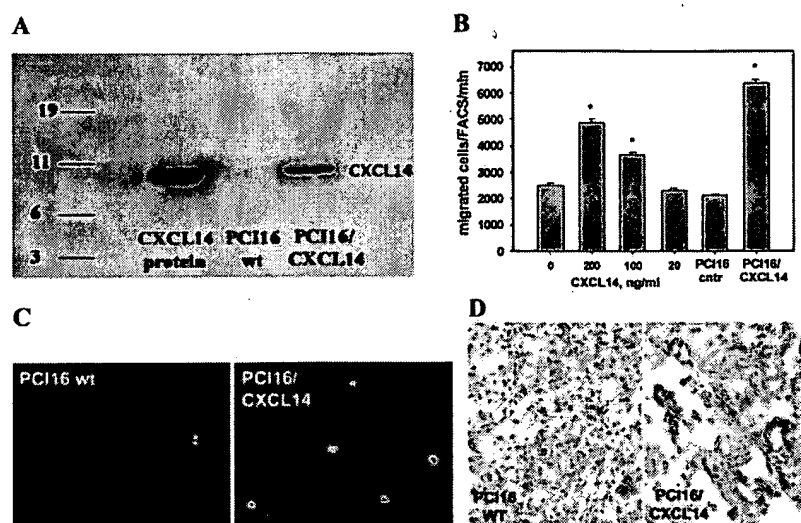 A
19
11
6
3
CXCL14
CXCL14 protein
PCI16 wt
PCI16/ CXCL14
B
migrated cells/FACS/min
7000
6000
5000
4000
3000
2000
1000
0
*
*
*
0
200
100
20
PCI16 cntr
PCI16/ CXCL14
CXCL14, ng/ml
C
PCI16 wt
PCI16/
CXCL14
D
PCI16
WT
PCI16/
CXCL14